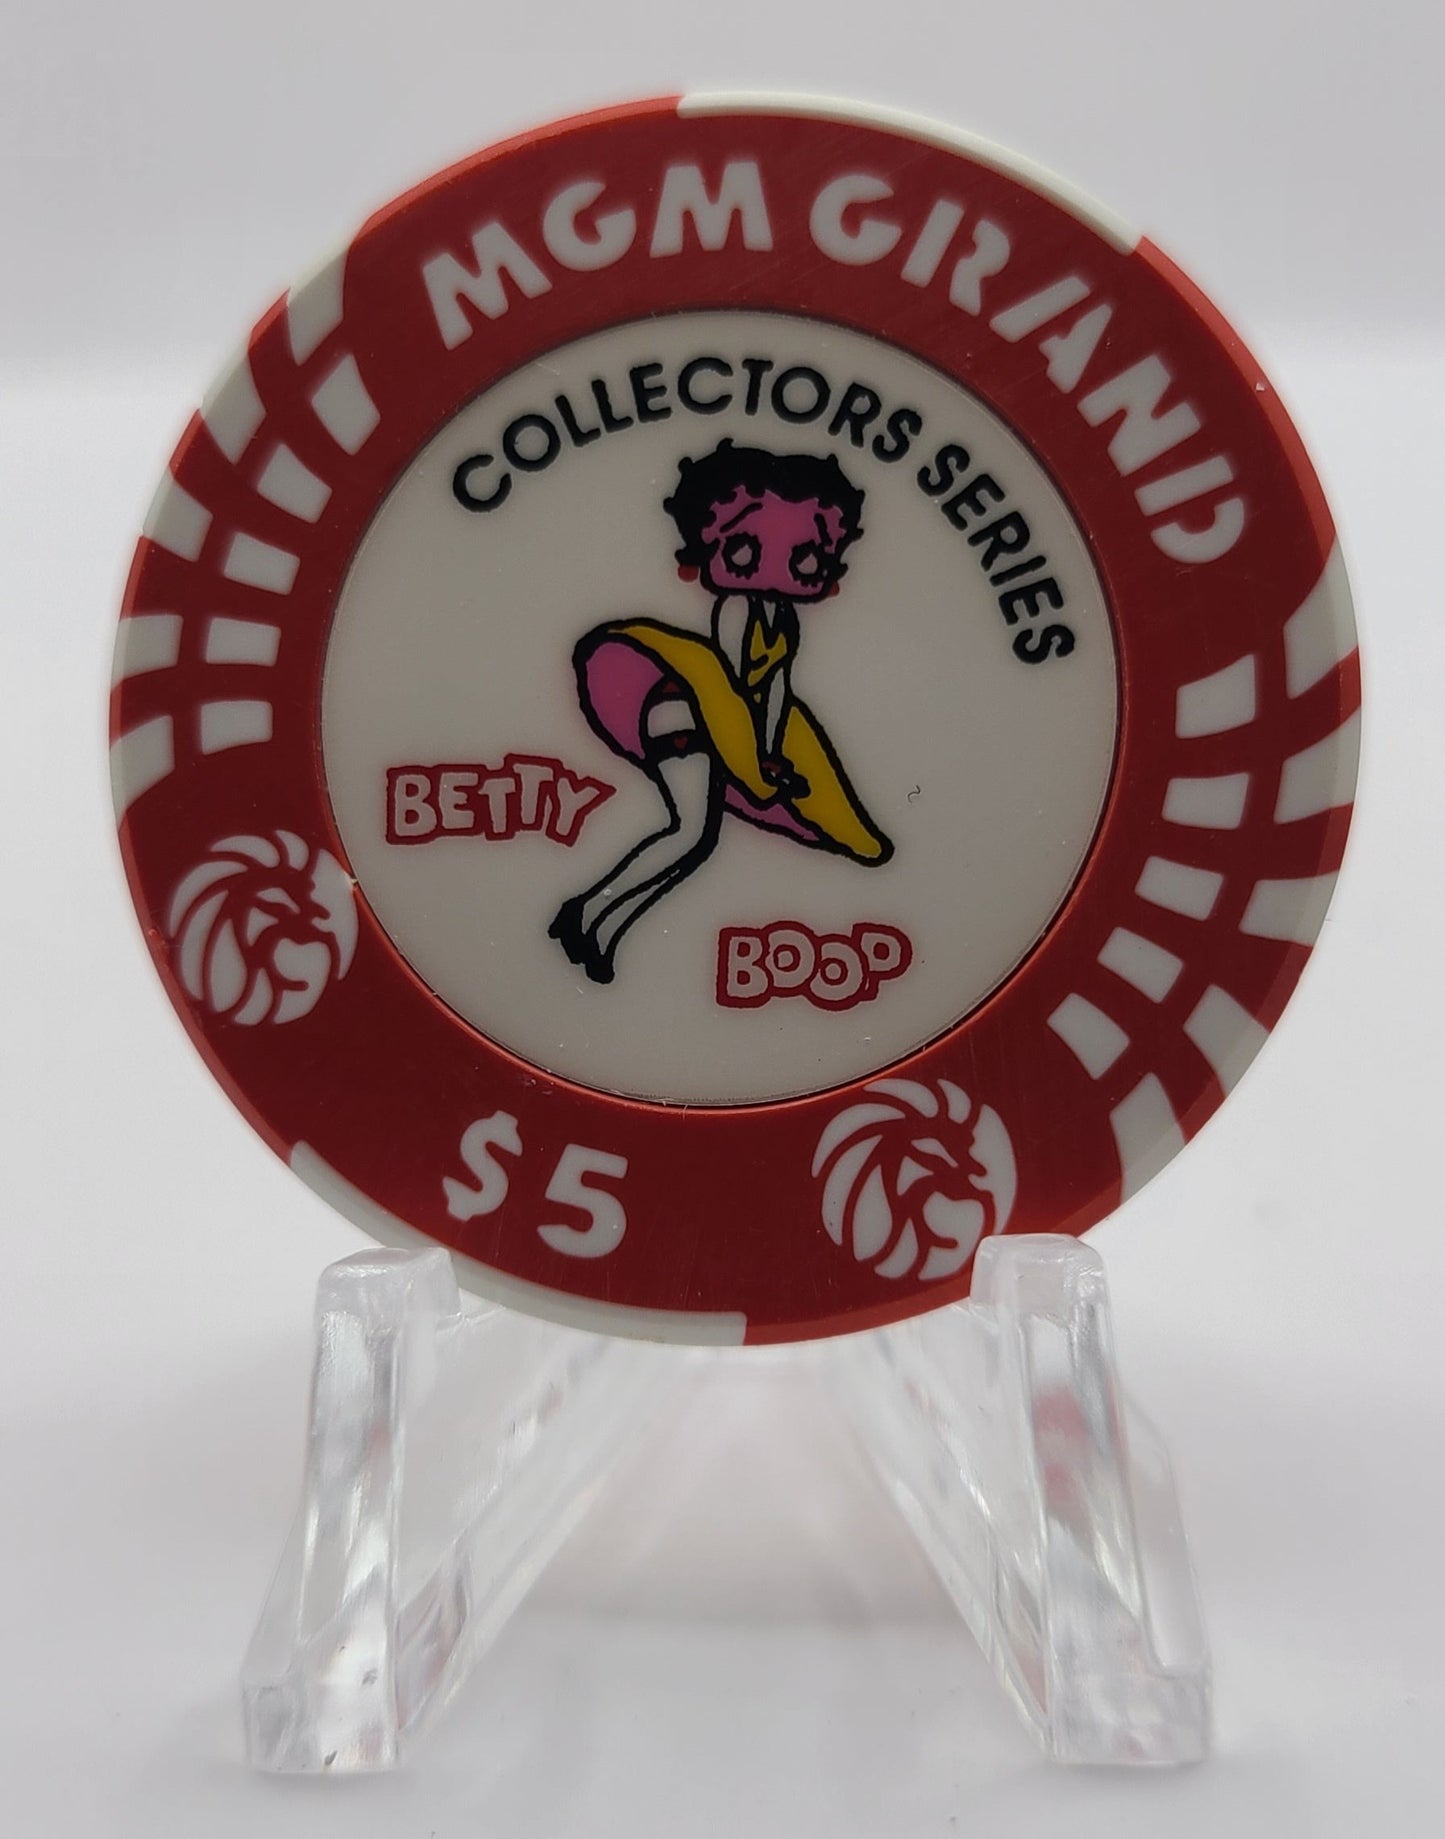 MGM GRAND
COLLECTORS SERIES
BETTY
BOOP
$5